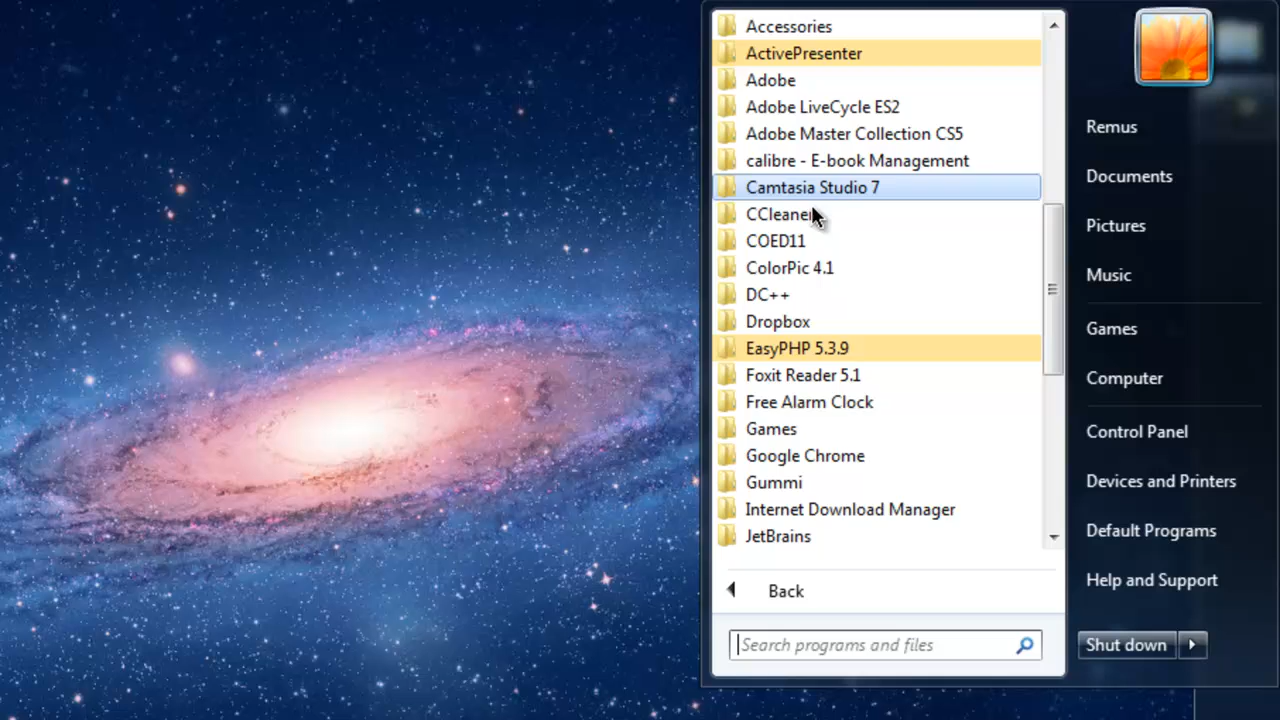 Accessories
ActivePresenter
Adobe
Adobe LiveCycle ES2
Adobe Master Collection CS5
calibre - E-book Management
Camtasia Studio 7
CCleaner
COED11
ColorPic 4.1
DC++
Dropbox
EasyPHP 5.3.9
Foxit Reader 5.1
Free Alarm Clock
Games
Google Chrome
Gummi
Internet Download Manager
JetBrains
Back
Search programs and files
Remus
Documents
Pictures
Music
Games
Computer
Control Panel
Devices and Printers
Default Programs
Help and Support
Shut down